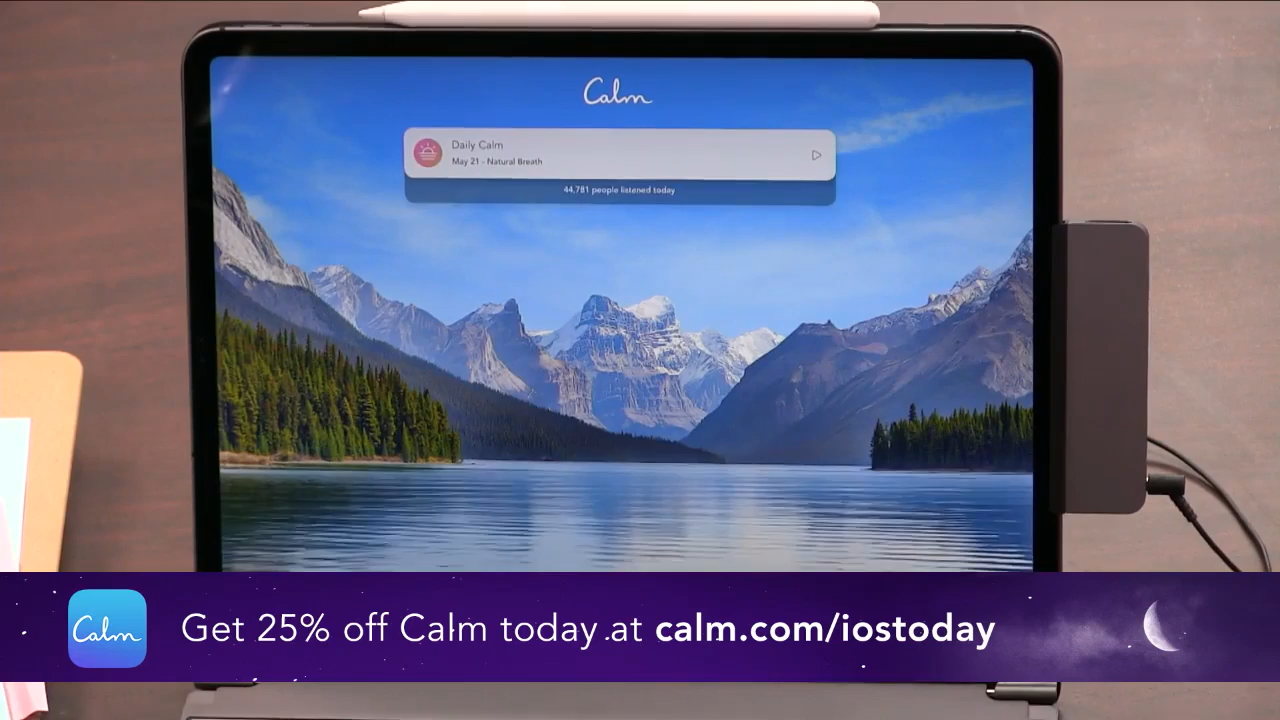 Calm
Daily Calm
May 21 - Natural Breath
44,781 people listened today
Calm
Get 25% off Calm today at calm.com/iostoday